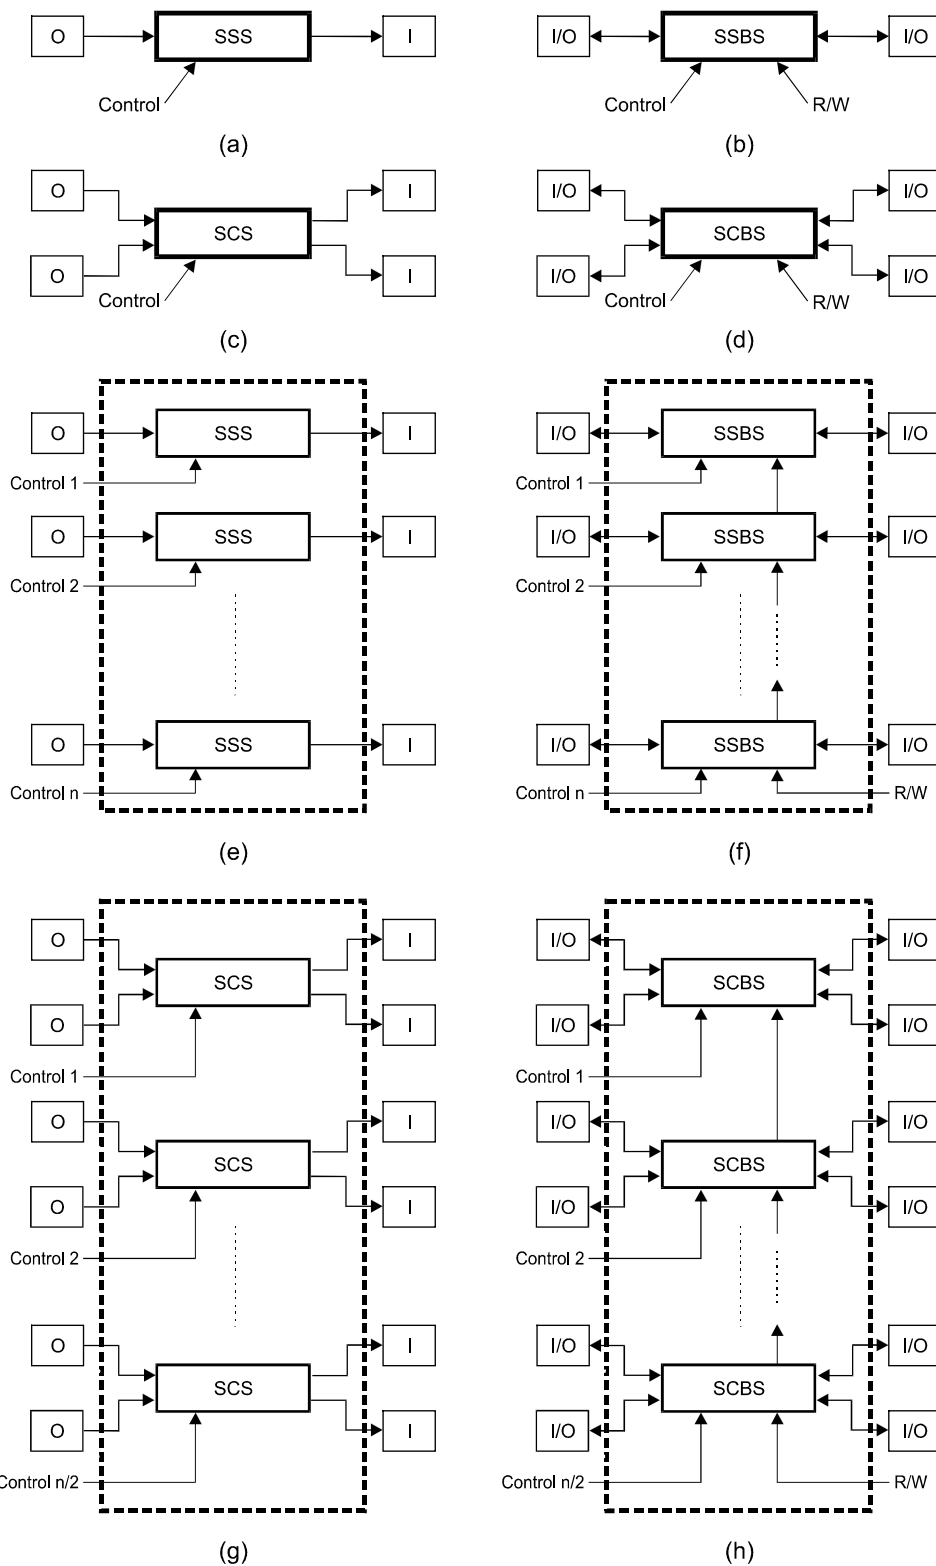 O SSS I
Control
(a)
I/O SSBS I/O
Control R/W
(b)
O I
SCS
O I
Control
(c)
I/O I/O
SCBS
I/O I/O
Control R/W
(d)
O SSS I
Control 1
O SSS I
Control 2
O SSS I
Control n
(e)
I/O SSBS I/O
Control 1
I/O SSBS I/O
Control 2
I/O SSBS I/O
Control n R/W
(f)
O I
SCS
O I
Control 1
O I
SCS
O I
Control 2
O I
SCS
O I
Control n/2
(g)
I/O I/O
SCBS
I/O I/O
Control 1
I/O I/O
SCBS
I/O I/O
Control 2
I/O I/O
SCBS
I/O I/O
Control n/2 R/W
(h)